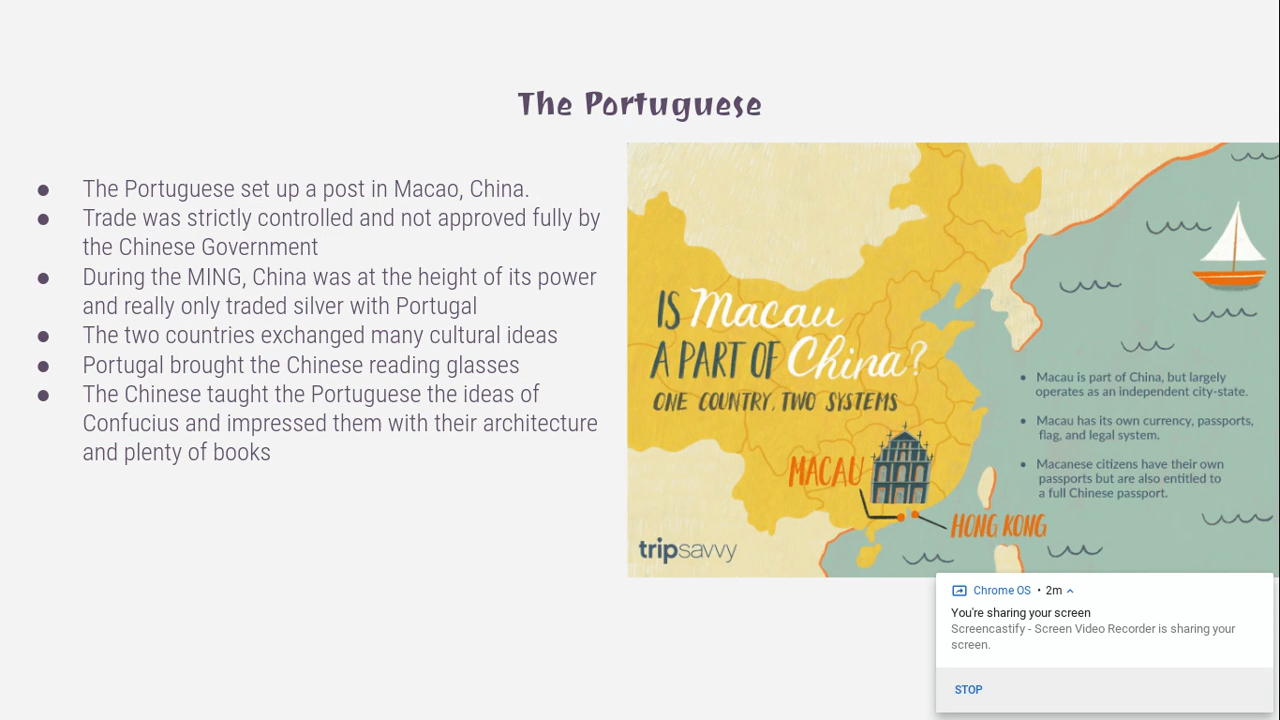 The Portuguese
● The Portuguese set up a post in Macao, China.
● Trade was strictly controlled and not approved fully by
the Chinese Government
● During the MING, China was at the height of its power
and really only traded silver with Portugal
● The two countries exchanged many cultural ideas
● Portugal brought the Chinese reading glasses
● The Chinese taught the Portuguese the ideas of
Confucius and impressed them with their architecture
and plenty of books
IS Macau
A PART OF China?
ONE COUNTRY, TWO SYSTEMS
• Macau is part of China, but largely
operates as an independent city-state.
• Macau has its own currency, passports,
flag, and legal system.
• Macanese citizens have their own
passports but are also entitled to
a full Chinese passport.
MACAU
HONG KONG
tripsavvy
Chrome OS • 2m
You're sharing your screen
Screencastify - Screen Video Recorder is sharing your
screen.
STOP